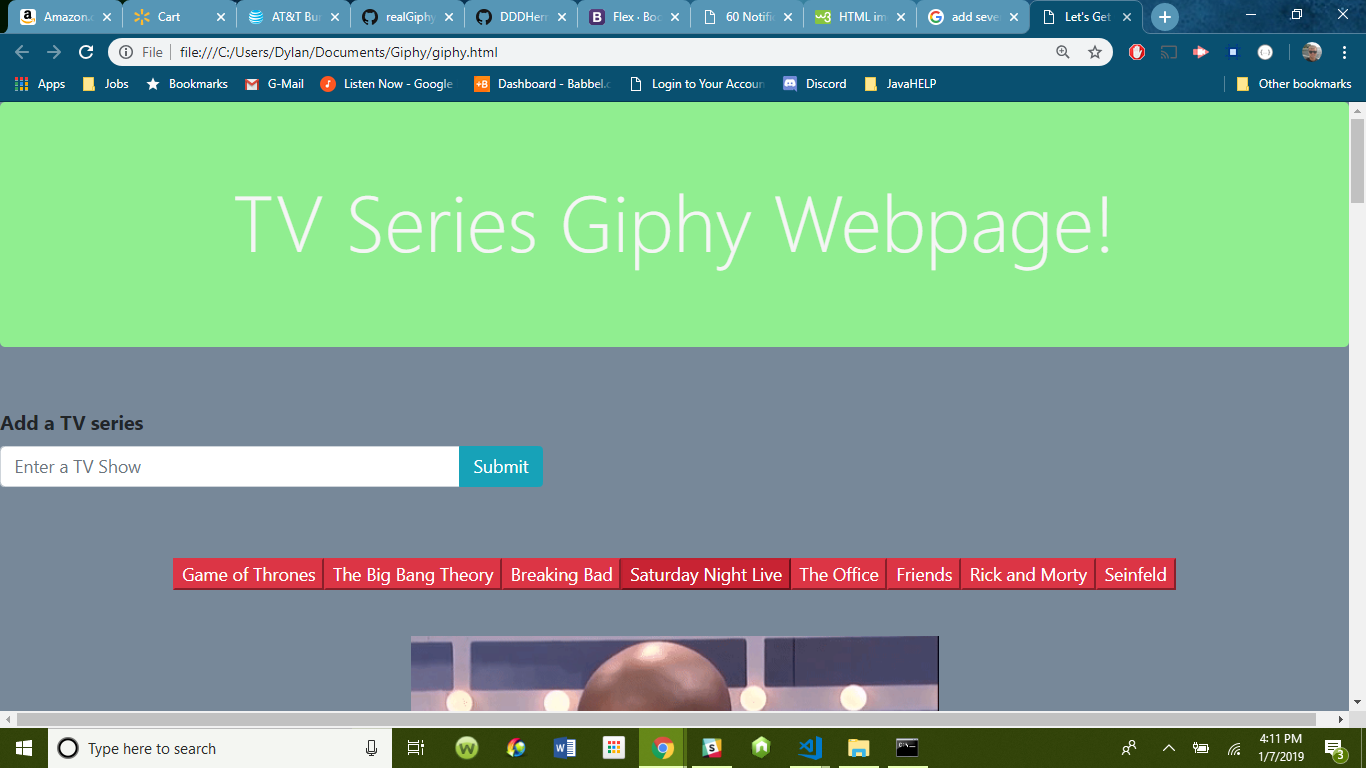 Amazon.c
Cart
AT&T Bu
realGiphy
DDDHerr
Flex · Boo
60 Notifi
HTML im
add seve
Let's Get
File
file:///C:/Users/Dylan/Documents/Giphy/giphy.html
Apps
Jobs
Bookmarks
G-Mail
Listen Now - Google
Dashboard - Babbel.c
Login to Your Accoun
Discord
JavaHELP
Other bookmarks
TV Series Giphy Webpage!
Add a TV series
Enter a TV Show
Submit
Game of Thrones
The Big Bang Theory
Breaking Bad
Saturday Night Live
The Office
Friends
Rick and Morty
Seinfeld
Type here to search
4:11 PM
1/7/2019
3